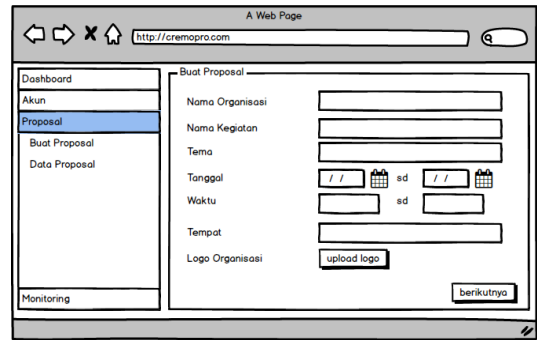 A Web Page
http://cremopro.com
Dashboard
Akun
Proposal
Buat Proposal
Data Proposal
Monitoring
Buat Proposal
Nama Organisasi
Nama Kegiatan
Tema
Tanggal / / sd / /
Waktu sd
Tempat
Logo Organisasi upload logo
berikutnya